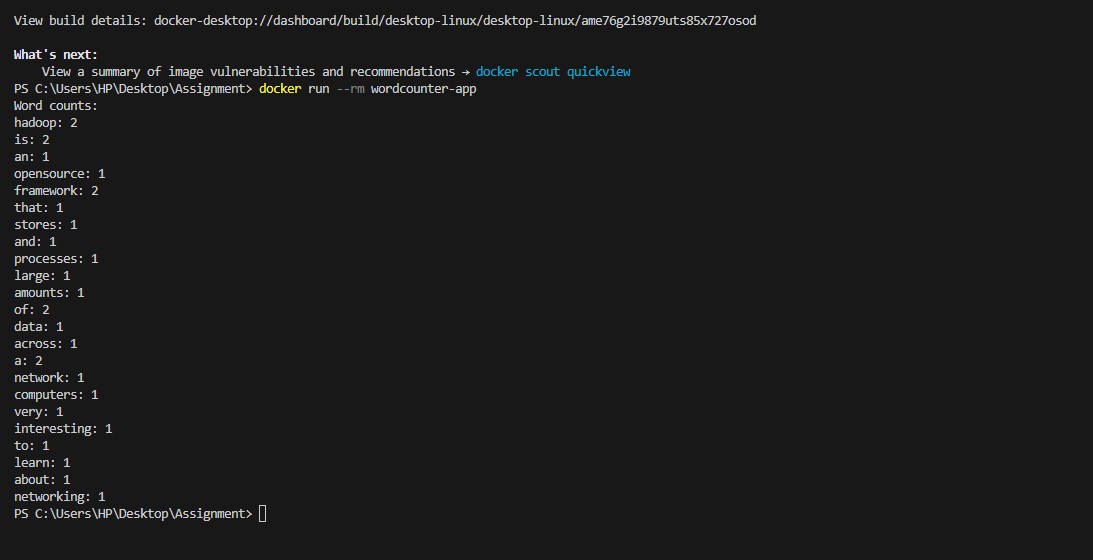 View build details: docker-desktop://dashboard/build/desktop-linux/desktop-linux/ame76g2i9879uts85x727osod
What's next:
View a summary of image vulnerabilities and recommendations → docker scout quickview
PS C:\Users\HP\Desktop\Assignment> docker run --rm wordcounter-app
Word counts:
hadoop: 2
is: 2
an: 1
opensource: 1
framework: 2
that: 1
stores: 1
and: 1
processes: 1
large: 1
amounts: 1
of: 2
data: 1
across: 1
a: 2
network: 1
computers: 1
very: 1
interesting: 1
to: 1
learn: 1
about: 1
networking: 1
PS C:\Users\HP\Desktop\Assignment>